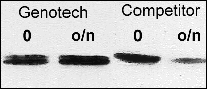 Genotech Competitor
0 o/n 0 o/n